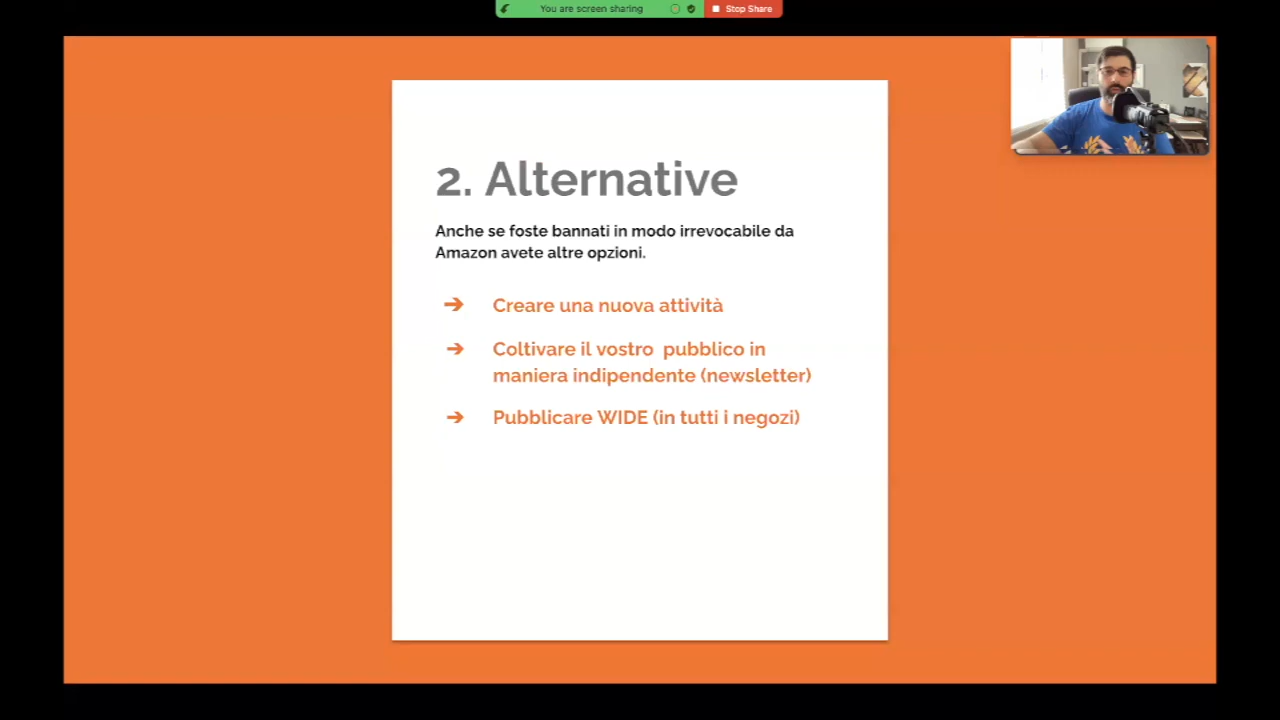 You are screen sharing
Stop Share
2. Alternative
Anche se foste bannati in modo irrevocabile da
Amazon avete altre opzioni.
➔ Creare una nuova attività
➔ Coltivare il vostro  pubblico in
maniera indipendente (newsletter)
➔ Pubblicare WIDE (in tutti i negozi)